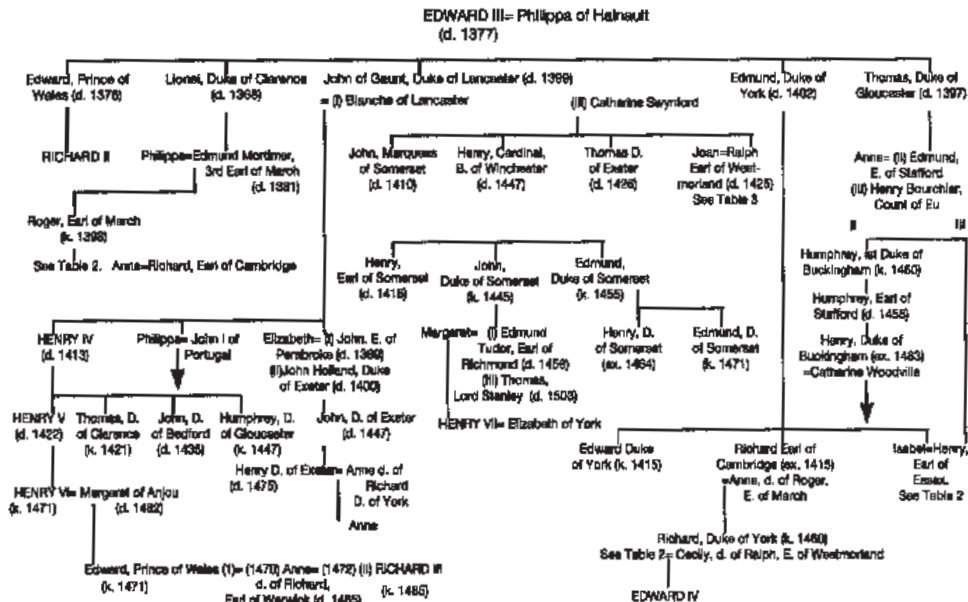 EDWARD III= Philippa of Hainault
(d. 1377)
Edward, Prince of
Wales (d. 1376)
Lionel, Duke of Clarence
(d. 1368)
John of Gaunt, Duke of Lancaster (d. 1399)
= (i) Blanche of Lancaster
(iii) Catharine Swynford
Edmund, Duke of
York (d. 1402)
Thomas, Duke of
Gloucester (d. 1397)
RICHARD II
Philippa=Edmund Mortimer,
3rd Earl of March
(d. 1381)
John, Marquess
of Somerset
(d. 1410)
Henry, Cardinal,
B. of Winchester
(d. 1447)
Thomas D.
of Exeter
(d. 1426)
Joan=Ralph
Earl of West-
morland (d. 1425)
See Table 3
Anne= (ii) Edmund,
E. of Stafford
(iii) Henry Bourchier,
Count of Eu
Roger, Earl of March
(k. 1398)
See Table 2. Anne=Richard, Earl of Cambridge
ii
iii
Henry,
Earl of Somerset
(d. 1418)
John,
Duke of Somerset
(k. 1445)
Edmund,
Duke of Somerset
(k. 1455)
Humphrey, ist Duke of
Buckingham (k. 1460)
Humphrey, Earl of
Stafford (d. 1458)
Henry, Duke of
Buckingham (ex. 1483)
=Catharine Woodville
HENRY IV
(d. 1413)
Philippa= John I of
Portugal
Elizabeth= (i) John, E. of
Pembroke (d. 1389)
(ii)John Holland, Duke
of Exeter (d. 1400)
Margaret= (i) Edmund
Tudor, Earl of
Richmond (d. 1456)
(iii) Thomas,
Lord Stanley (d. 1503)
Henry, D.
of Somerset
(ex. 1464)
Edmund, D.
of Somerset
(k. 1471)
HENRY V
(d. 1422)
Thomas, D.
of Clarence
(k. 1421)
John, D.
of Bedford
(d. 1435)
Humphrey, D.
of Gloucester
(k. 1447)
John, D. of Exeter
(d. 1447)
HENRY VII= Elizabeth of York
Edward Duke
of York (k. 1415)
Richard Earl of
Cambridge (ex. 1415)
=Anne, d. of Roger,
E. of March
Isabel=Henry,
Earl of
Essex.
See Table 2
Henry D. of Exeter= Anne d. of
(d. 1475) Richard
D. of York
Anne
HENRY VI= Margaret of Anjou
(k. 1471) (d. 1482)
Richard, Duke of York (k. 1460)
See Table 2= Cecily, d. of Ralph, E. of Westmorland
Edward, Prince of Wales (1)= (1470) Anne= (1472) (ii) RICHARD III
(k. 1471) d. of Richard, (k. 1485)
Earl of Warwick (d. 1485)
EDWARD IV